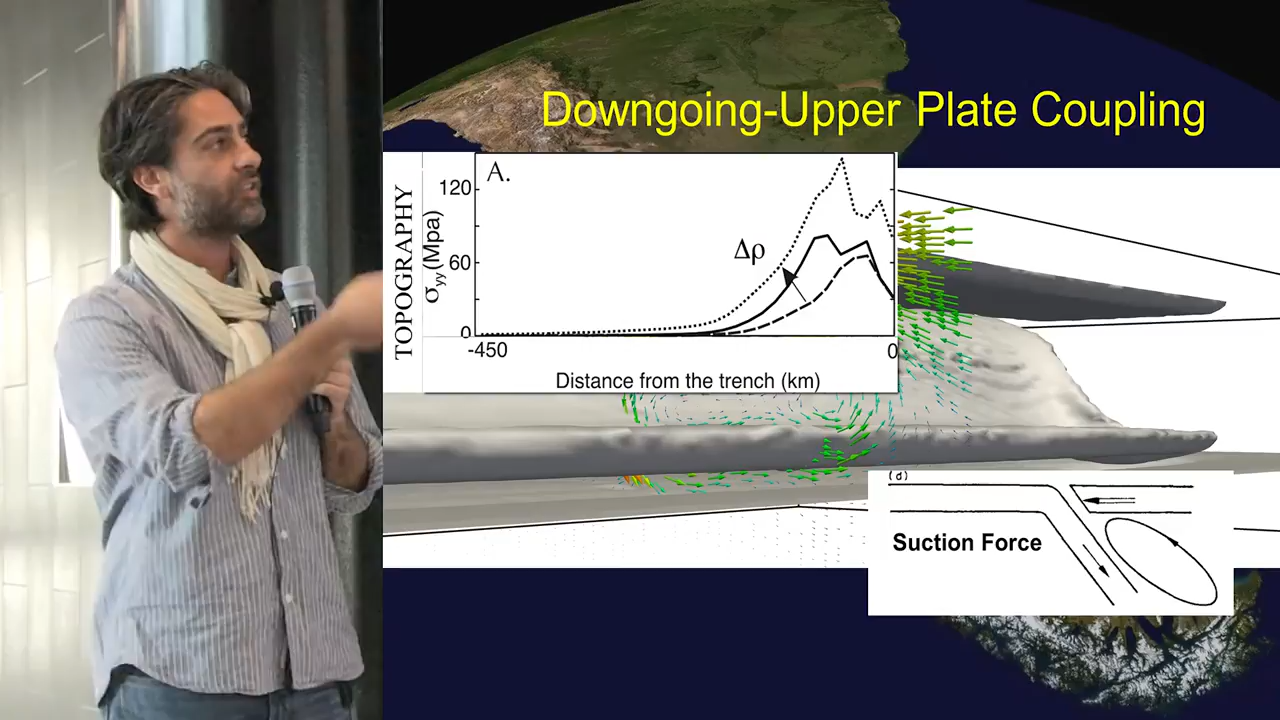 Downgoing-Upper Plate Coupling
A.
TOPOGRAPHY
σyy (Mpa)
120
60
0
Δρ
-450
0
Distance from the trench (km)
(d)
Suction Force